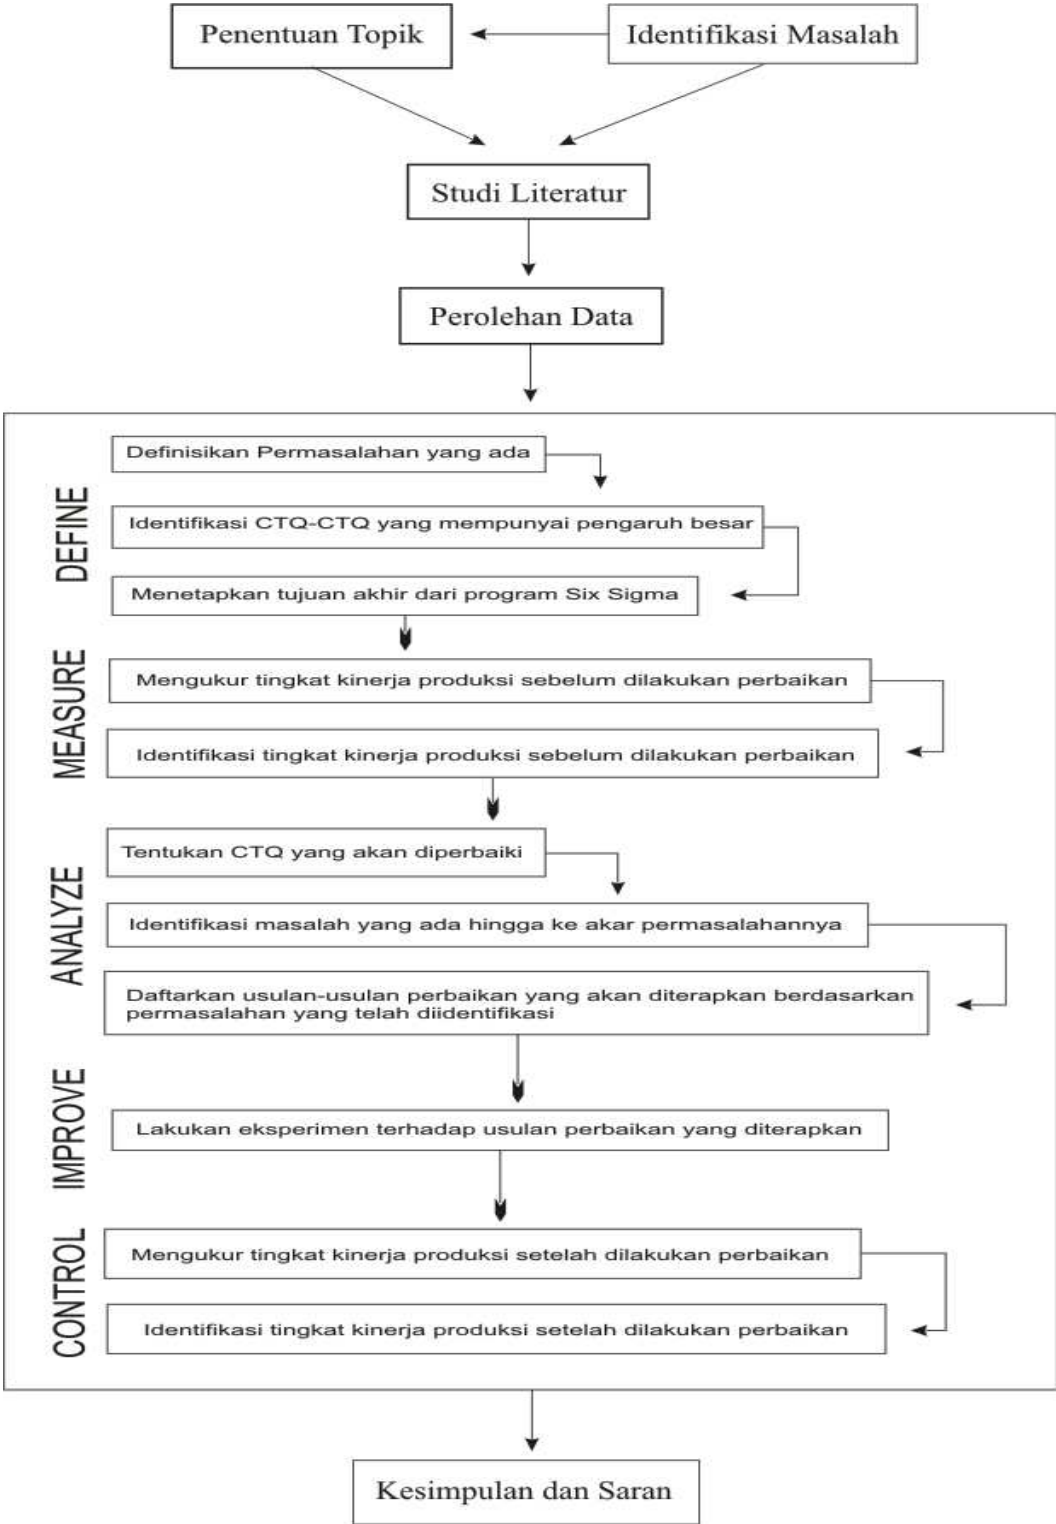 Penentuan Topik
Identifikasi Masalah
Studi Literatur
Perolehan Data
DEFINE
Definisikan Permasalahan yang ada
Identifikasi CTQ-CTQ yang mempunyai pengaruh besar
Menetapkan tujuan akhir dari program Six Sigma
MEASURE
Mengukur tingkat kinerja produksi sebelum dilakukan perbaikan
Identifikasi tingkat kinerja produksi sebelum dilakukan perbaikan
ANALYZE
Tentukan CTQ yang akan diperbaiki
Identifikasi masalah yang ada hingga ke akar permasalahannya
Daftarkan usulan-usulan perbaikan yang akan diterapkan berdasarkan
permasalahan yang telah diidentifikasi
IMPROVE
Lakukan eksperimen terhadap usulan perbaikan yang diterapkan
CONTROL
Mengukur tingkat kinerja produksi setelah dilakukan perbaikan
Identifikasi tingkat kinerja produksi setelah dilakukan perbaikan
Kesimpulan dan Saran